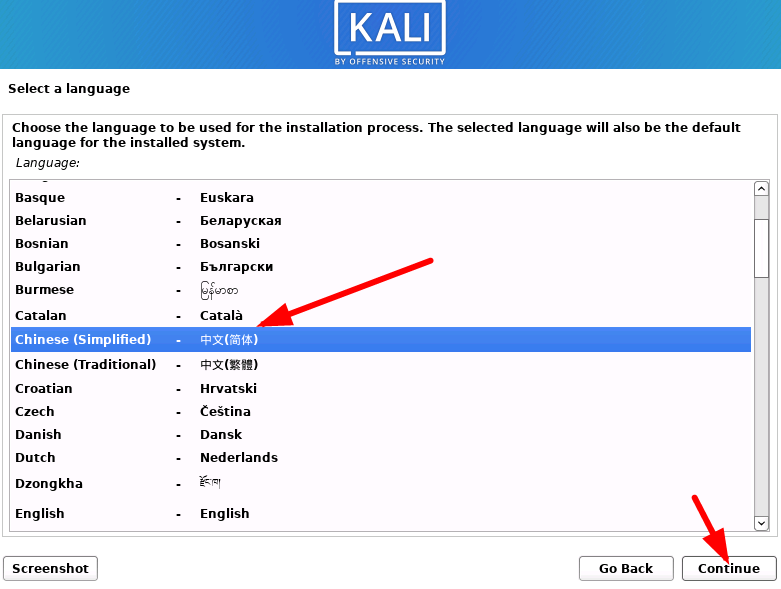 KALI
BY OFFENSIVE SECURITY
Select a language
Choose the language to be used for the installation process. The selected language will also be the default
language for the installed system.
Language:
Basque - Euskara
Belarusian - Беларуская
Bosnian - Bosanski
Bulgarian - Български
Burmese - မြန်မာစာ
Catalan - Català
Chinese (Simplified) - 中文(简体)
Chinese (Traditional) - 中文(繁體)
Croatian - Hrvatski
Czech - Čeština
Danish - Dansk
Dutch - Nederlands
Dzongkha - རྫོང་ཁ།
English - English
Screenshot Go Back Continue